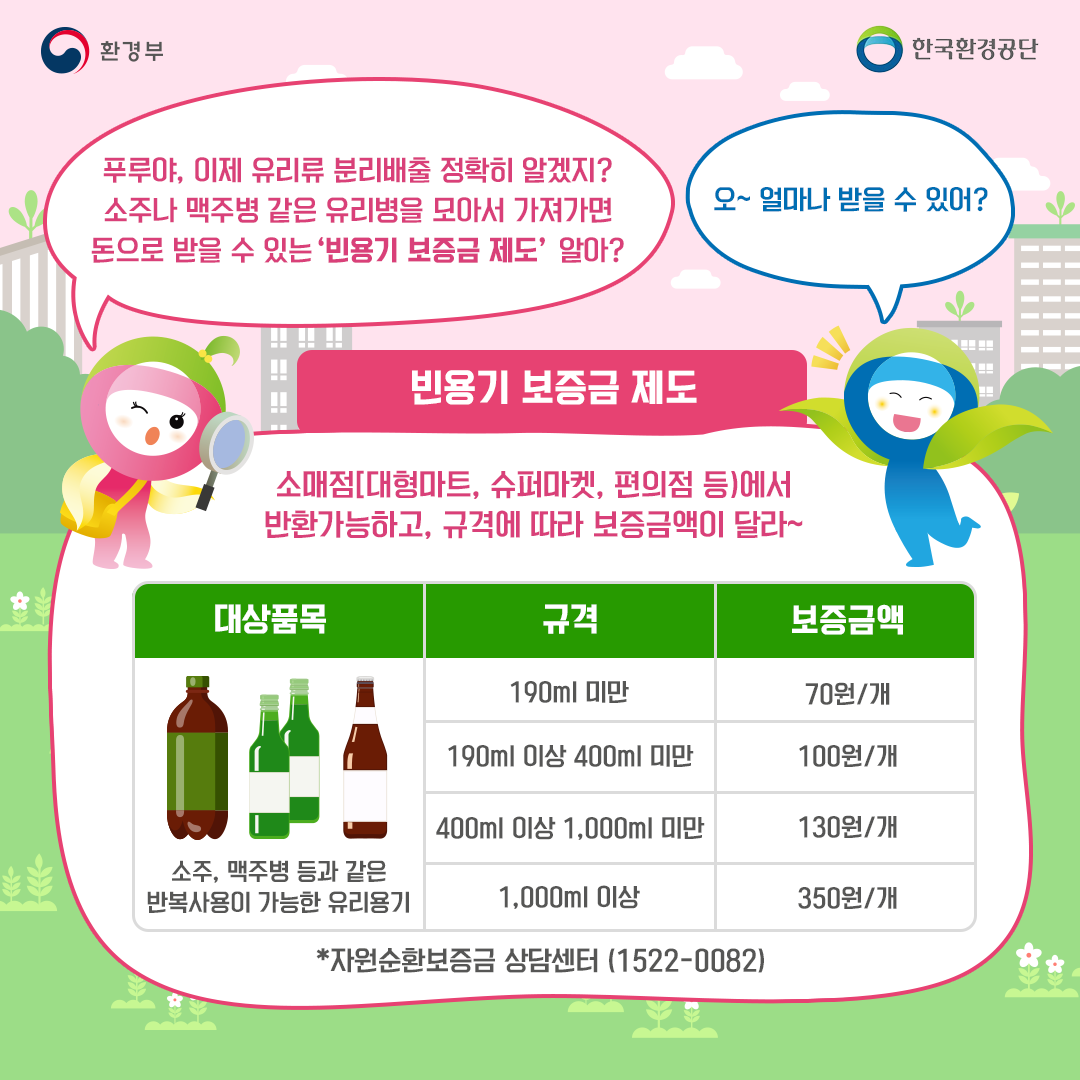 환경부
한국환경공단
푸루야, 이제 유리류 분리배출 정확히 알겠지?
소주나 맥주병 같은 유리병을 모아서 가져가면
돈으로 받을 수 있는 ‘빈용기 보증금 제도’ 알아?
오~ 얼마나 받을 수 있어?
빈용기 보증금 제도
소매점[대형마트, 슈퍼마켓, 편의점 등)에서
반환가능하고, 규격에 따라 보증금액이 달라~
대상품목 규격 보증금액
190ml 미만 70원/개
190ml 이상 400ml 미만 100원/개
400ml 이상 1,000ml 미만 130원/개
1,000ml 이상 350원/개
소주, 맥주병 등과 같은
반복사용이 가능한 유리용기
*자원순환보증금 상담센터 (1522-0082)